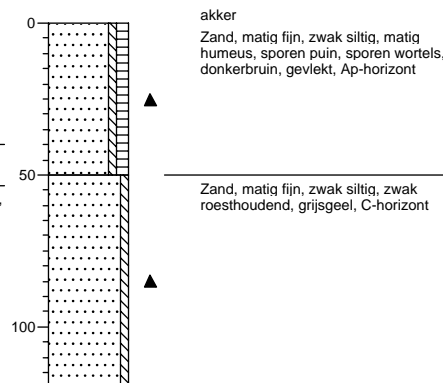 0
akker
Zand, matig fijn, zwak siltig, matig
humeus, sporen puin, sporen wortels,
donkerbruin, gevlekt, Ap-horizont
50
Zand, matig fijn, zwak siltig, zwak
roesthoudend, grijsgeel, C-horizont
100